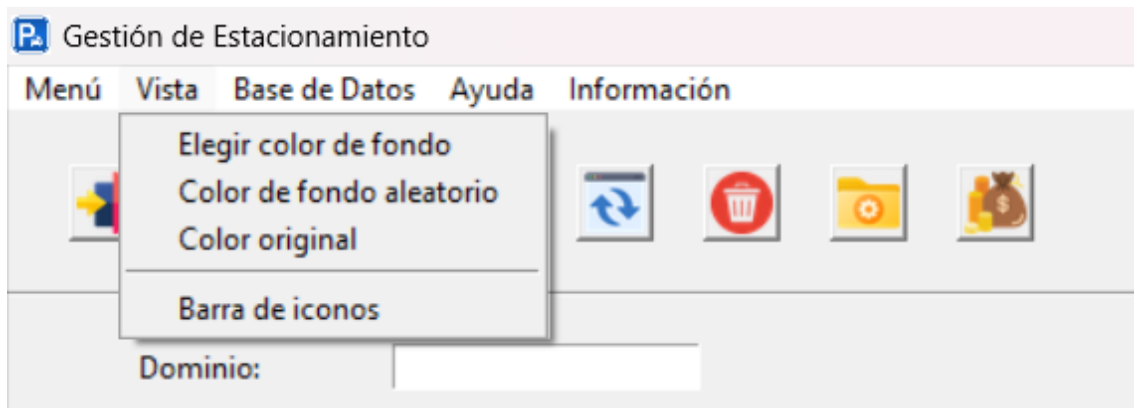 Gestión de Estacionamiento
Menú Vista Base de Datos Ayuda Información
Elegir color de fondo
Color de fondo aleatorio
Color original
Barra de iconos
Dominio: